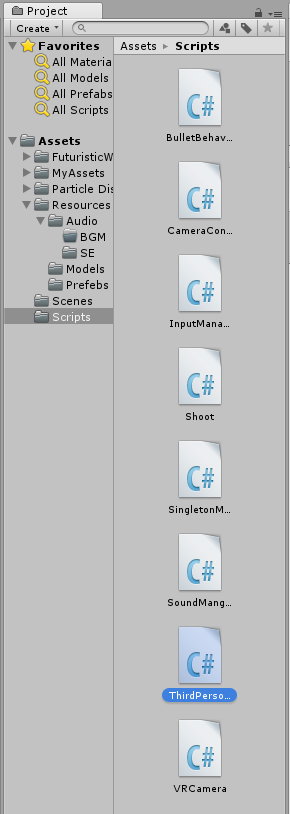 Project
Create
Favorites
All Materia
All Models
All Prefabs
All Scripts
Assets
FuturisticW
MyAssets
Particle Dis
Resources
Audio
BGM
SE
Models
Prefebs
Scenes
Scripts
Assets Scripts
C#
BulletBehav...
C#
CameraCon...
C#
InputMana...
C#
Shoot
C#
SingletonM...
C#
SoundMang...
C#
ThirdPerso...
C#
VRCamera